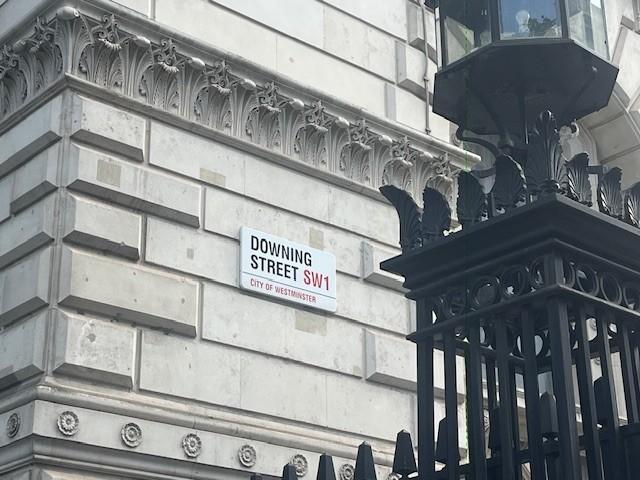 DOWNING
STREET SW1
CITY OF WESTMINSTER